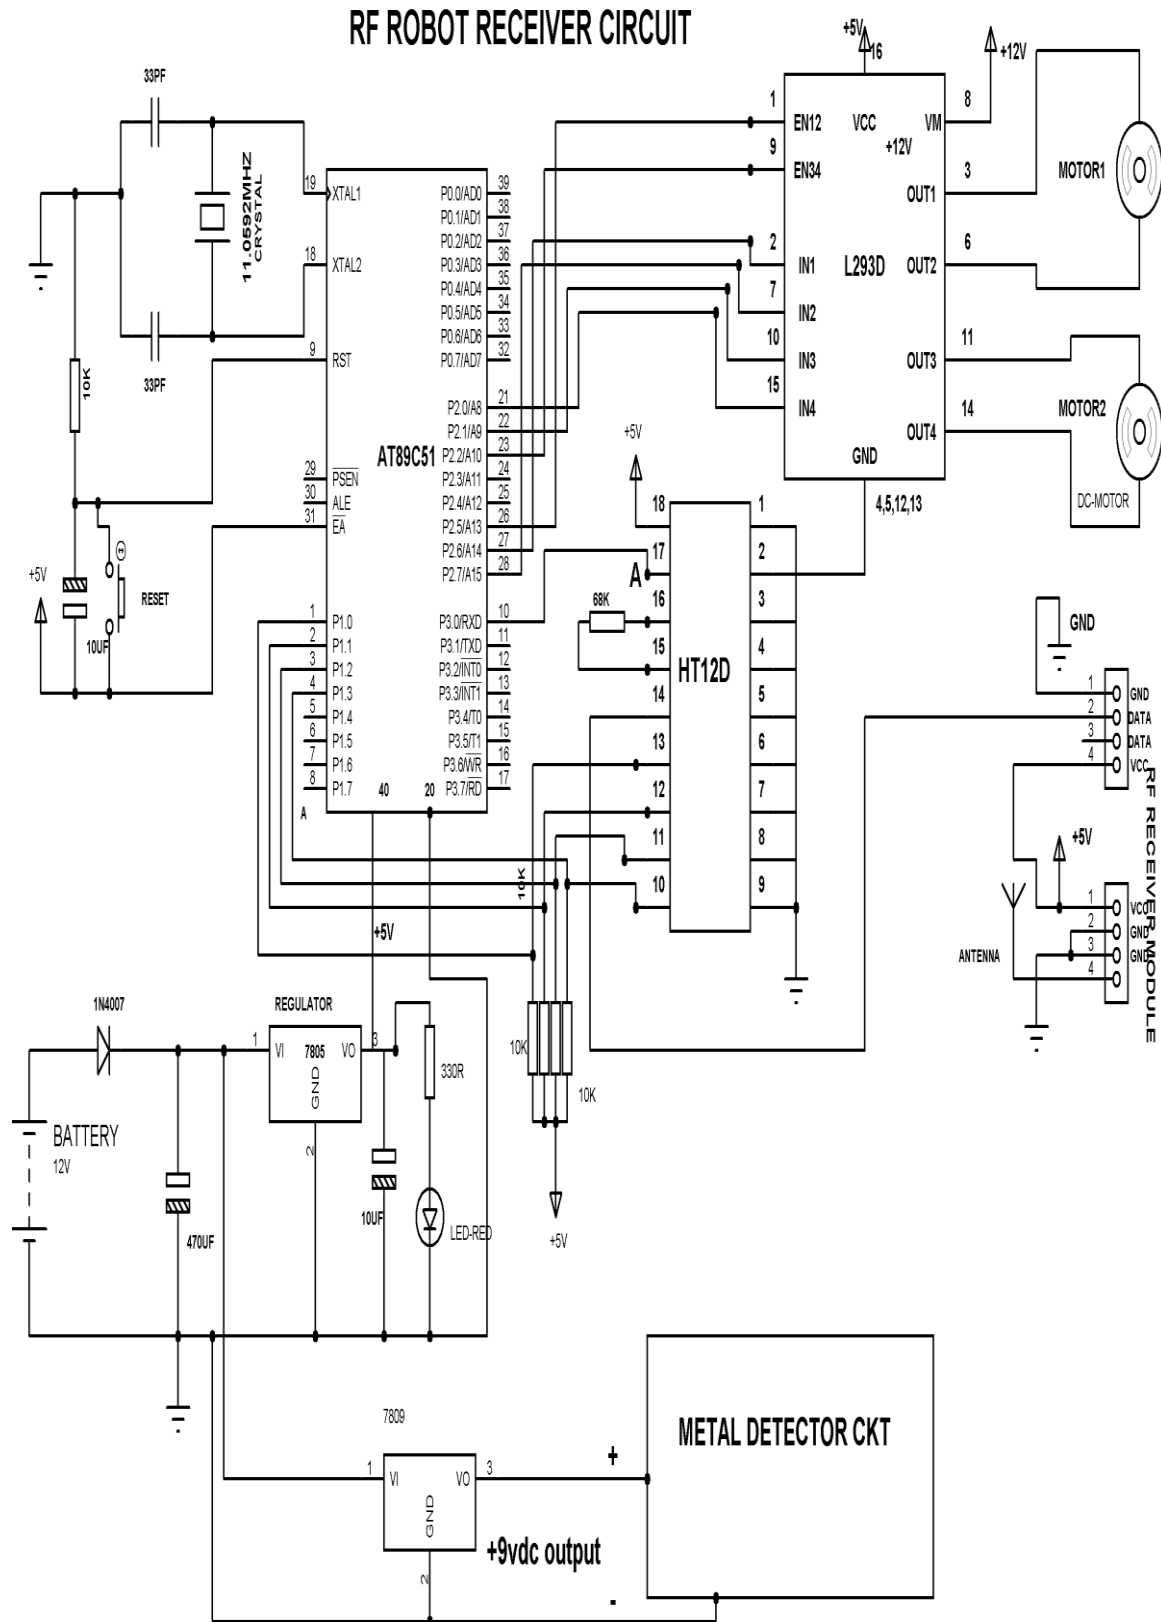 RF ROBOT RECEIVER CIRCUIT
33PF
11.0592MHZ
CRYSTAL
33PF
10K
+5V
10UF
RESET
19 XTAL1
18 XTAL2
9 RST
29 PSEN
30 ALE
31 EA
1 P1.0
2 P1.1
3 P1.2
4 P1.3
5 P1.4
6 P1.5
7 P1.6
8 P1.7
A
AT89C51
40 20
P0.0/AD0 39
P0.1/AD1 38
P0.2/AD2 37
P0.3/AD3 36
P0.4/AD4 35
P0.5/AD5 34
P0.6/AD6 33
P0.7/AD7 32
P2.0/A8 21
P2.1/A9 22
P2.2/A10 23
P2.3/A11 24
P2.4/A12 25
P2.5/A13 26
P2.6/A14 27
P2.7/A15 28
P3.0/RXD 10
P3.1/TXD 11
P3.2/INT0 12
P3.3/INT1 13
P3.4/T0 14
P3.5/T1 15
P3.6/WR 16
P3.7/RD 17
+5V
16
+12V
1 EN12 VCC VM 8
+12V
9 EN34
OUT1 3
2 IN1
L293D
OUT2 6
7 IN2
10 IN3
OUT3 11
15 IN4
OUT4 14
GND
4,5,12,13
MOTOR1
MOTOR2
DC-MOTOR
+5V
A
68K
HT12D
18 1
17 2
16 3
15 4
14 5
13 6
12 7
11 8
10 9
GND
1 GND
2 DATA
3 DATA
4 VCC
+5V
1 VCC
2 GND
3 GND
4
ANTENNA
RF RECEIVER MODULE
10K
+5V
10K
10K
+5V
1N4007
REGULATOR
1 VI 7805 VO 3
GND
2
330R
BATTERY
12V
470UF
10UF
LED-RED
7809
1 VI VO 3
GND
2
+9vdc output
+
-
METAL DETECTOR CKT